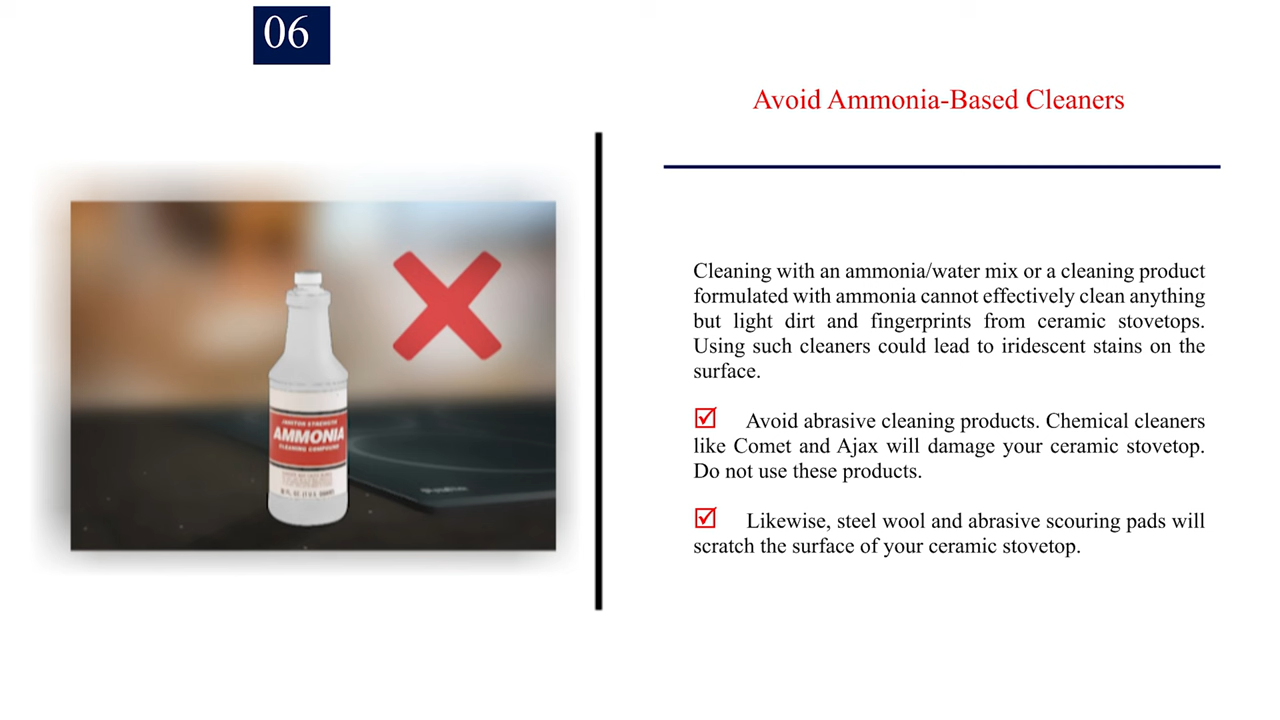 06
Avoid Ammonia-Based Cleaners
Cleaning with an ammonia/water mix or a cleaning product
formulated with ammonia cannot effectively clean anything
but light dirt and fingerprints from ceramic stovetops.
Using such cleaners could lead to iridescent stains on the
surface.
Avoid abrasive cleaning products. Chemical cleaners
like Comet and Ajax will damage your ceramic stovetop.
Do not use these products.
Likewise, steel wool and abrasive scouring pads will
scratch the surface of your ceramic stovetop.
JANITOR STRENGTH
AMMONIA
CLEANING COMPOUND